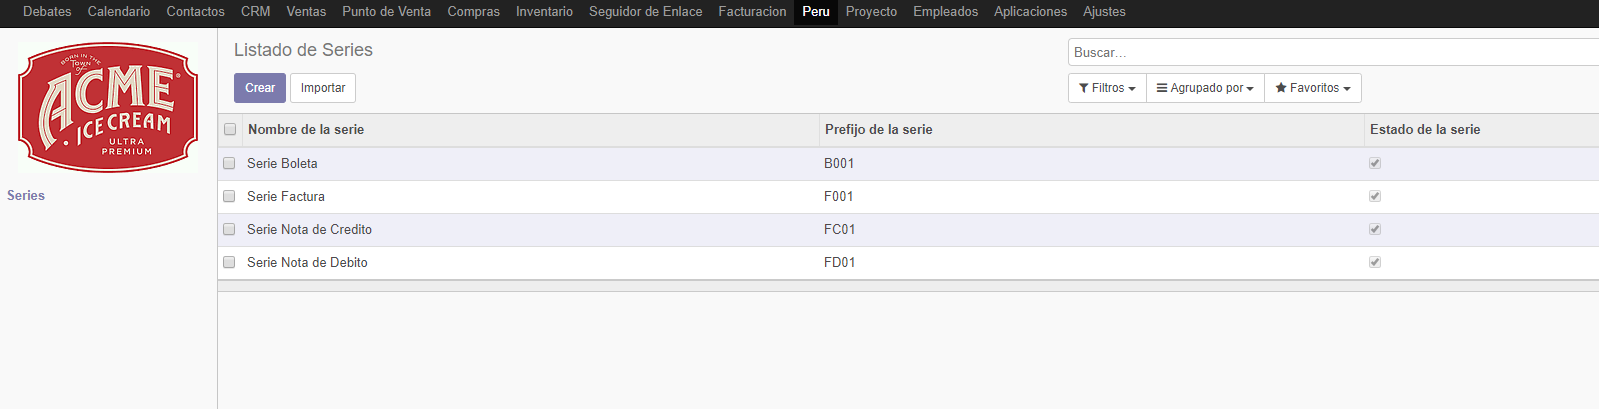 Debates Calendario Contactos CRM Ventas Punto de Venta Compras Inventario Seguidor de Enlace Facturacion Peru Proyecto Empleados Aplicaciones Ajustes
BORN IN THE
TOWN of
ACME®
ICE CREAM
ULTRA
PREMIUM
Series
Listado de Series
Buscar...
Crear Importar
Filtros Agrupado por Favoritos
Nombre de la serie Prefijo de la serie Estado de la serie
Serie Boleta B001
Serie Factura F001
Serie Nota de Credito FC01
Serie Nota de Debito FD01